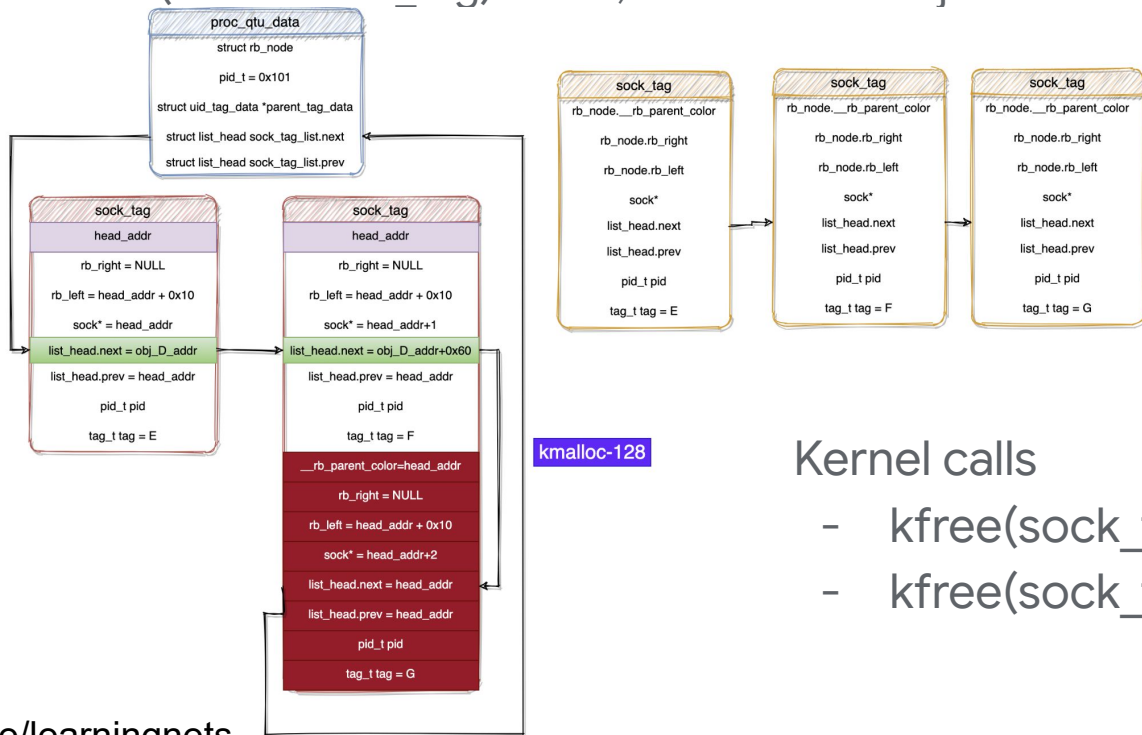 proc_qtu_data
struct rb_node
pid_t = 0x101
struct uid_tag_data *parent_tag_data
struct list_head sock_tag_list.next
struct list_head sock_tag_list.prev
sock_tag
head_addr
rb_right = NULL
rb_left = head_addr + 0x10
sock* = head_addr
list_head.next = obj_D_addr
list_head.prev = head_addr
pid_t pid
tag_t tag = E
sock_tag
head_addr
rb_right = NULL
rb_left = head_addr + 0x10
sock* = head_addr+1
list_head.next = obj_D_addr+0x60
list_head.prev = head_addr
pid_t pid
tag_t tag = F
__rb_parent_color=head_addr
rb_right = NULL
rb_left = head_addr + 0x10
sock* = head_addr+2
list_head.next = head_addr
list_head.prev = head_addr
pid_t pid
tag_t tag = G
sock_tag
rb_node.__rb_parent_color
rb_node.rb_right
rb_node.rb_left
sock*
list_head.next
list_head.prev
pid_t pid
tag_t tag = E
sock_tag
rb_node.__rb_parent_color
rb_node.rb_right
rb_node.rb_left
sock*
list_head.next
list_head.prev
pid_t pid
tag_t tag = F
sock_tag
rb_node.__rb_parent_color
rb_node.rb_right
rb_node.rb_left
sock*
list_head.next
list_head.prev
pid_t pid
tag_t tag = G
kmalloc-128
Kernel calls
- kfree(sock_
- kfree(sock_
e/learningnets